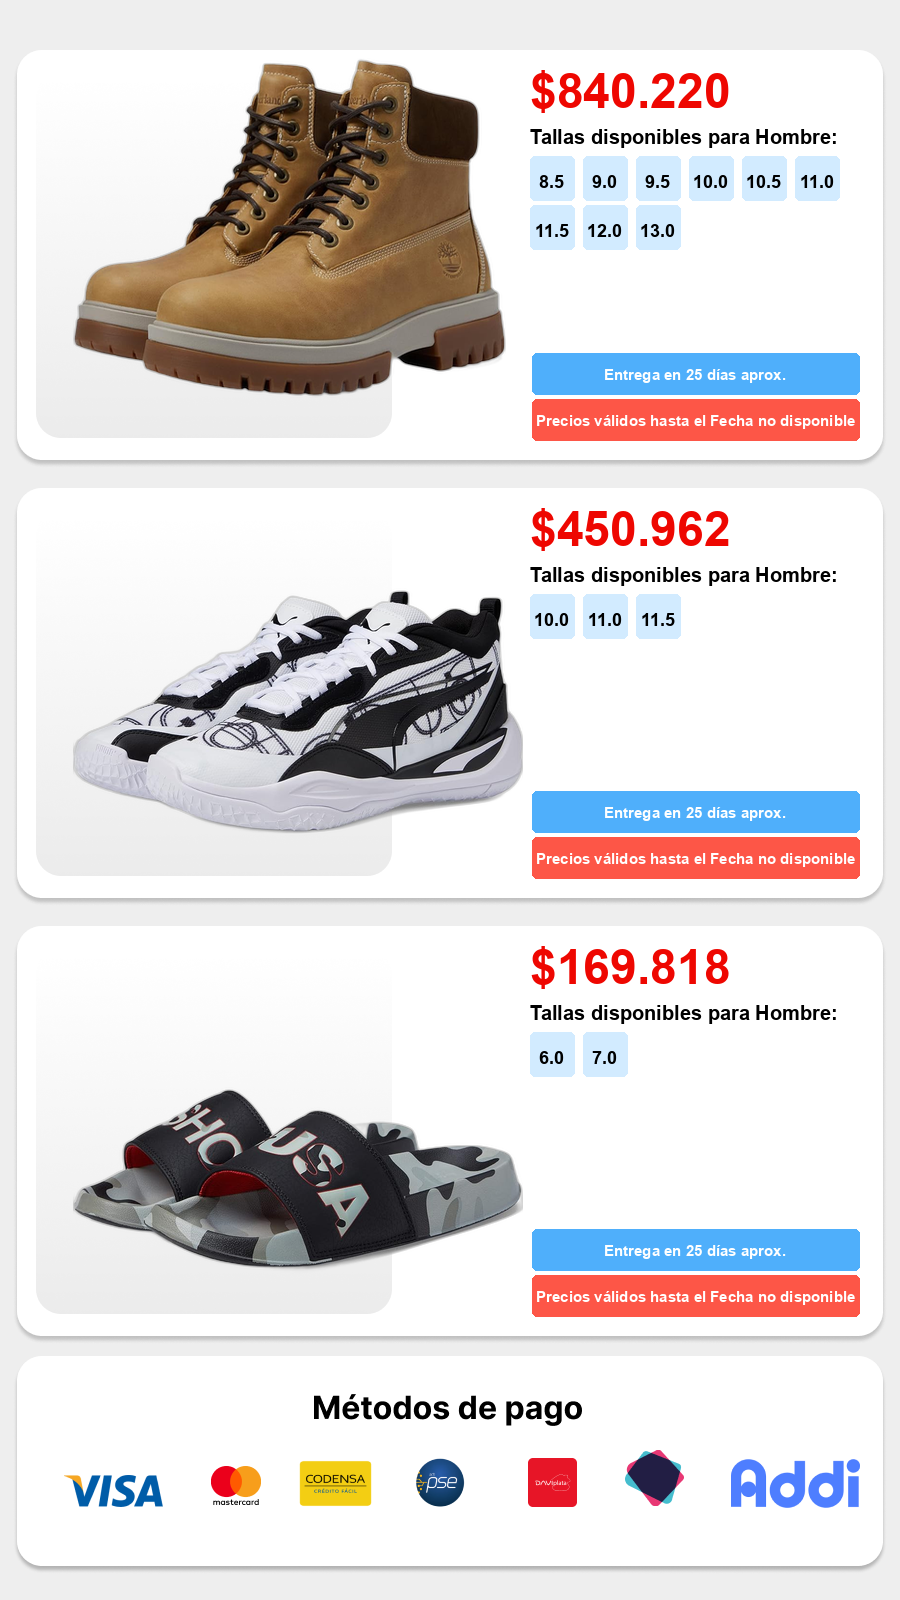 $840.220
Tallas disponibles para Hombre:
8.5 9.0 9.5 10.0 10.5 11.0
11.5 12.0 13.0
Entrega en 25 días aprox.
Precios válidos hasta el Fecha no disponible
$450.962
Tallas disponibles para Hombre:
10.0 11.0 11.5
Entrega en 25 días aprox.
Precios válidos hasta el Fecha no disponible
$169.818
Tallas disponibles para Hombre:
6.0 7.0
SHO
USA
Entrega en 25 días aprox.
Precios válidos hasta el Fecha no disponible
Métodos de pago
VISA
mastercard
CODENSA
CRÉDITO FÁCIL
pse
DAVIplata
Addi